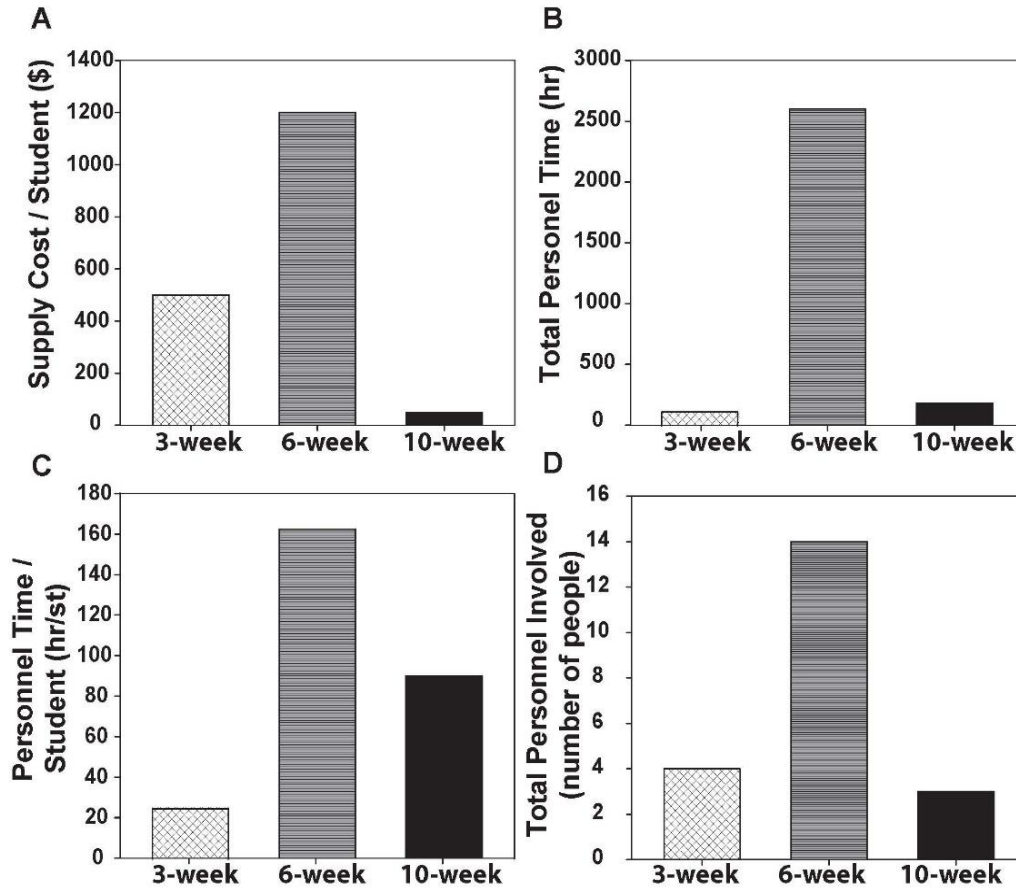 A
Supply Cost / Student ($)
1400
1200
1000
800
600
400
200
0
3-week
6-week
10-week
B
Total Personel Time (hr)
3000
2500
2000
1500
1000
500
0
3-week
6-week
10-week
C
Personnel Time /
Student (hr/st)
180
160
140
120
100
80
60
40
20
0
3-week
6-week
10-week
D
Total Personnel Involved
(number of people)
16
14
12
10
8
6
4
2
0
3-week
6-week
10-week